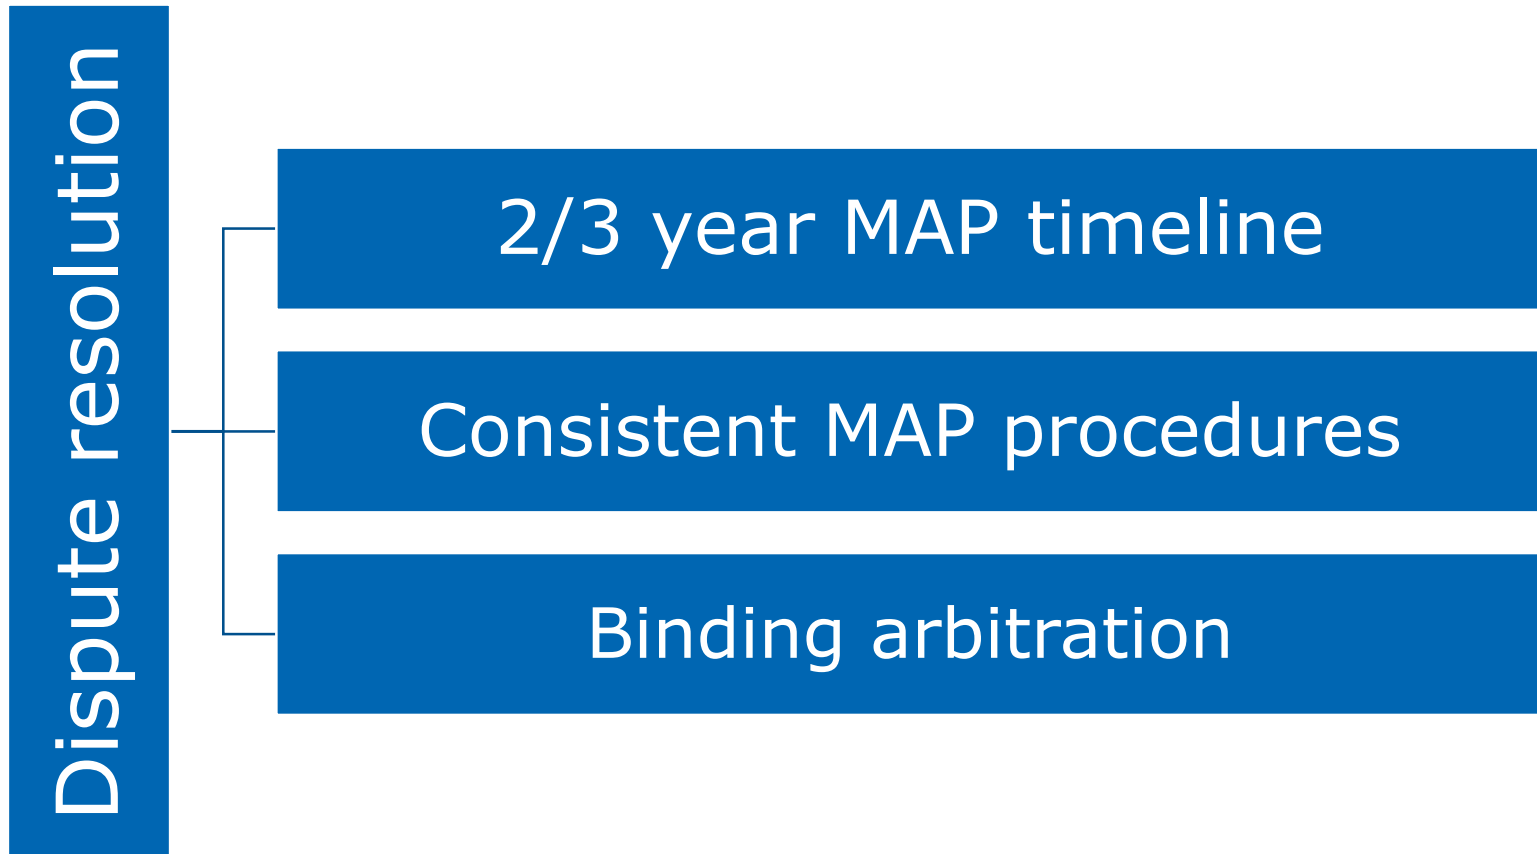 Dispute resolution
2/3 year MAP timeline
Consistent MAP procedures
Binding arbitration